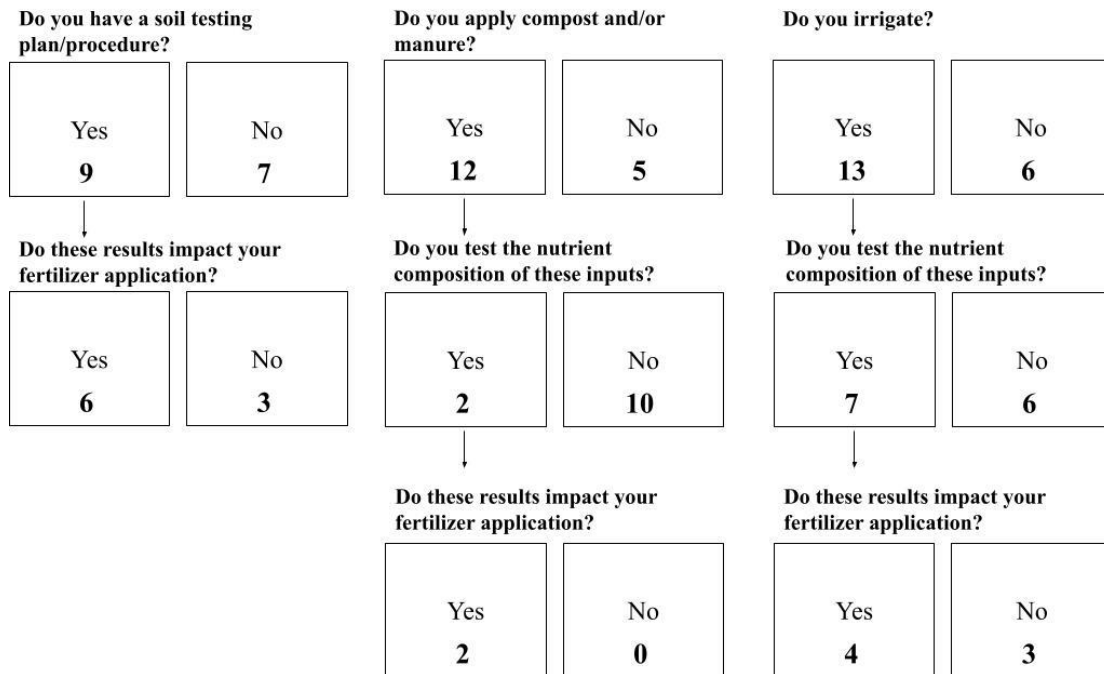 Do you have a soil testing
plan/procedure?
Yes
9
No
7
Do these results impact your
fertilizer application?
Yes
6
No
3
Do you apply compost and/or
manure?
Yes
12
No
5
Do you test the nutrient
composition of these inputs?
Yes
2
No
10
Do these results impact your
fertilizer application?
Yes
2
No
0
Do you irrigate?
Yes
13
No
6
Do you test the nutrient
composition of these inputs?
Yes
7
No
6
Do these results impact your
fertilizer application?
Yes
4
No
3